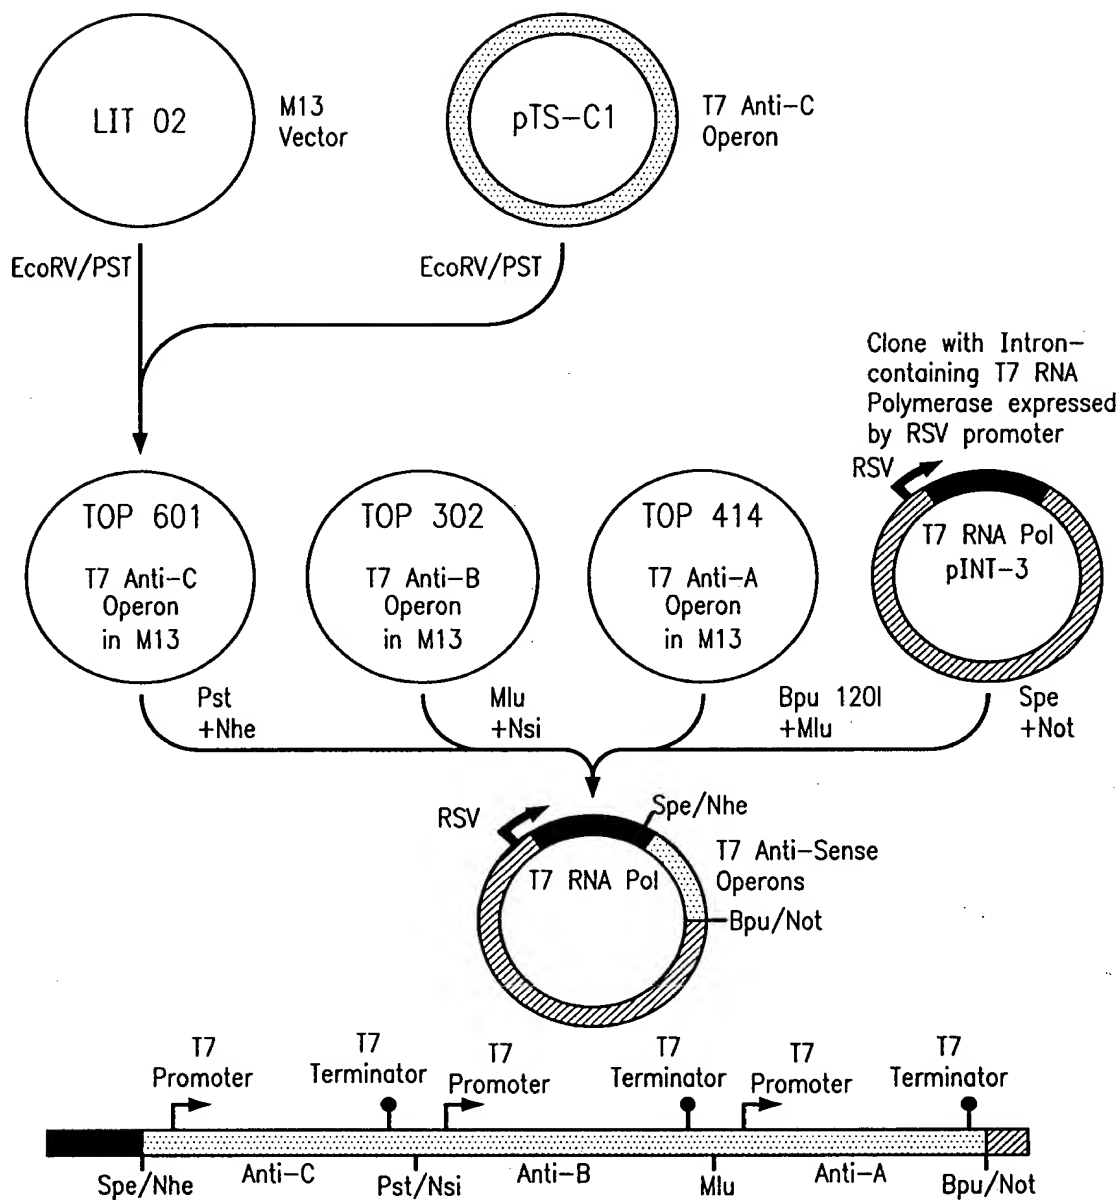 LIT 02
M13
Vector
pTS-C1
T7 Anti-C
Operon
EcoRV/PST
EcoRV/PST
Clone with Intron-
containing T7 RNA
Polymerase expressed
by RSV promoter
RSV
TOP 601
T7 Anti-C
Operon
in M13
TOP 302
T7 Anti-B
Operon
in M13
TOP 414
T7 Anti-A
Operon
in M13
T7 RNA Pol
pINT-3
Pst
+Nhe
Mlu
+Nsi
Bpu 120I
+Mlu
Spe
+Not
RSV
Spe/Nhe
T7 RNA Pol
T7 Anti-Sense
Operons
Bpu/Not
T7
Promoter
T7
Terminator
T7
Promoter
T7
Terminator
T7
Promoter
T7
Terminator
Spe/Nhe
Anti-C
Pst/Nsi
Anti-B
Mlu
Anti-A
Bpu/Not